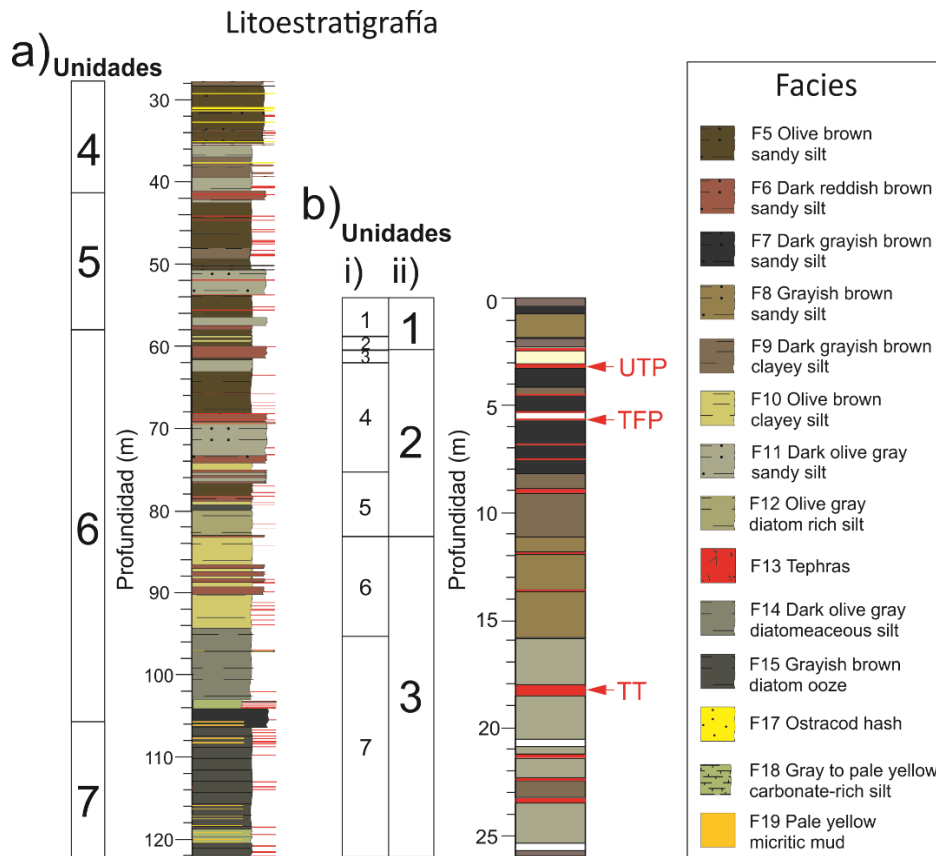 Litoestratigrafía
a)
Unidades
4
5
6
7
Profundidad (m)
30
40
50
60
70
80
90
100
110
120
b)
Unidades
i)
ii)
1
2
3
4
5
6
7
1
2
3
Profundidad (m)
0
5
10
15
20
25
UTP
TFP
TT
Facies
F5 Olive brown
sandy silt
F6 Dark reddish brown
sandy silt
F7 Dark grayish brown
sandy silt
F8 Grayish brown
sandy silt
F9 Dark grayish brown
clayey silt
F10 Olive brown
clayey silt
F11 Dark olive gray
sandy silt
F12 Olive gray
diatom rich silt
F13 Tephras
F14 Dark olive gray
diatomeaceous silt
F15 Grayish brown
diatom ooze
F17 Ostracod hash
F18 Gray to pale yellow
carbonate-rich silt
F19 Pale yellow
micritic mud